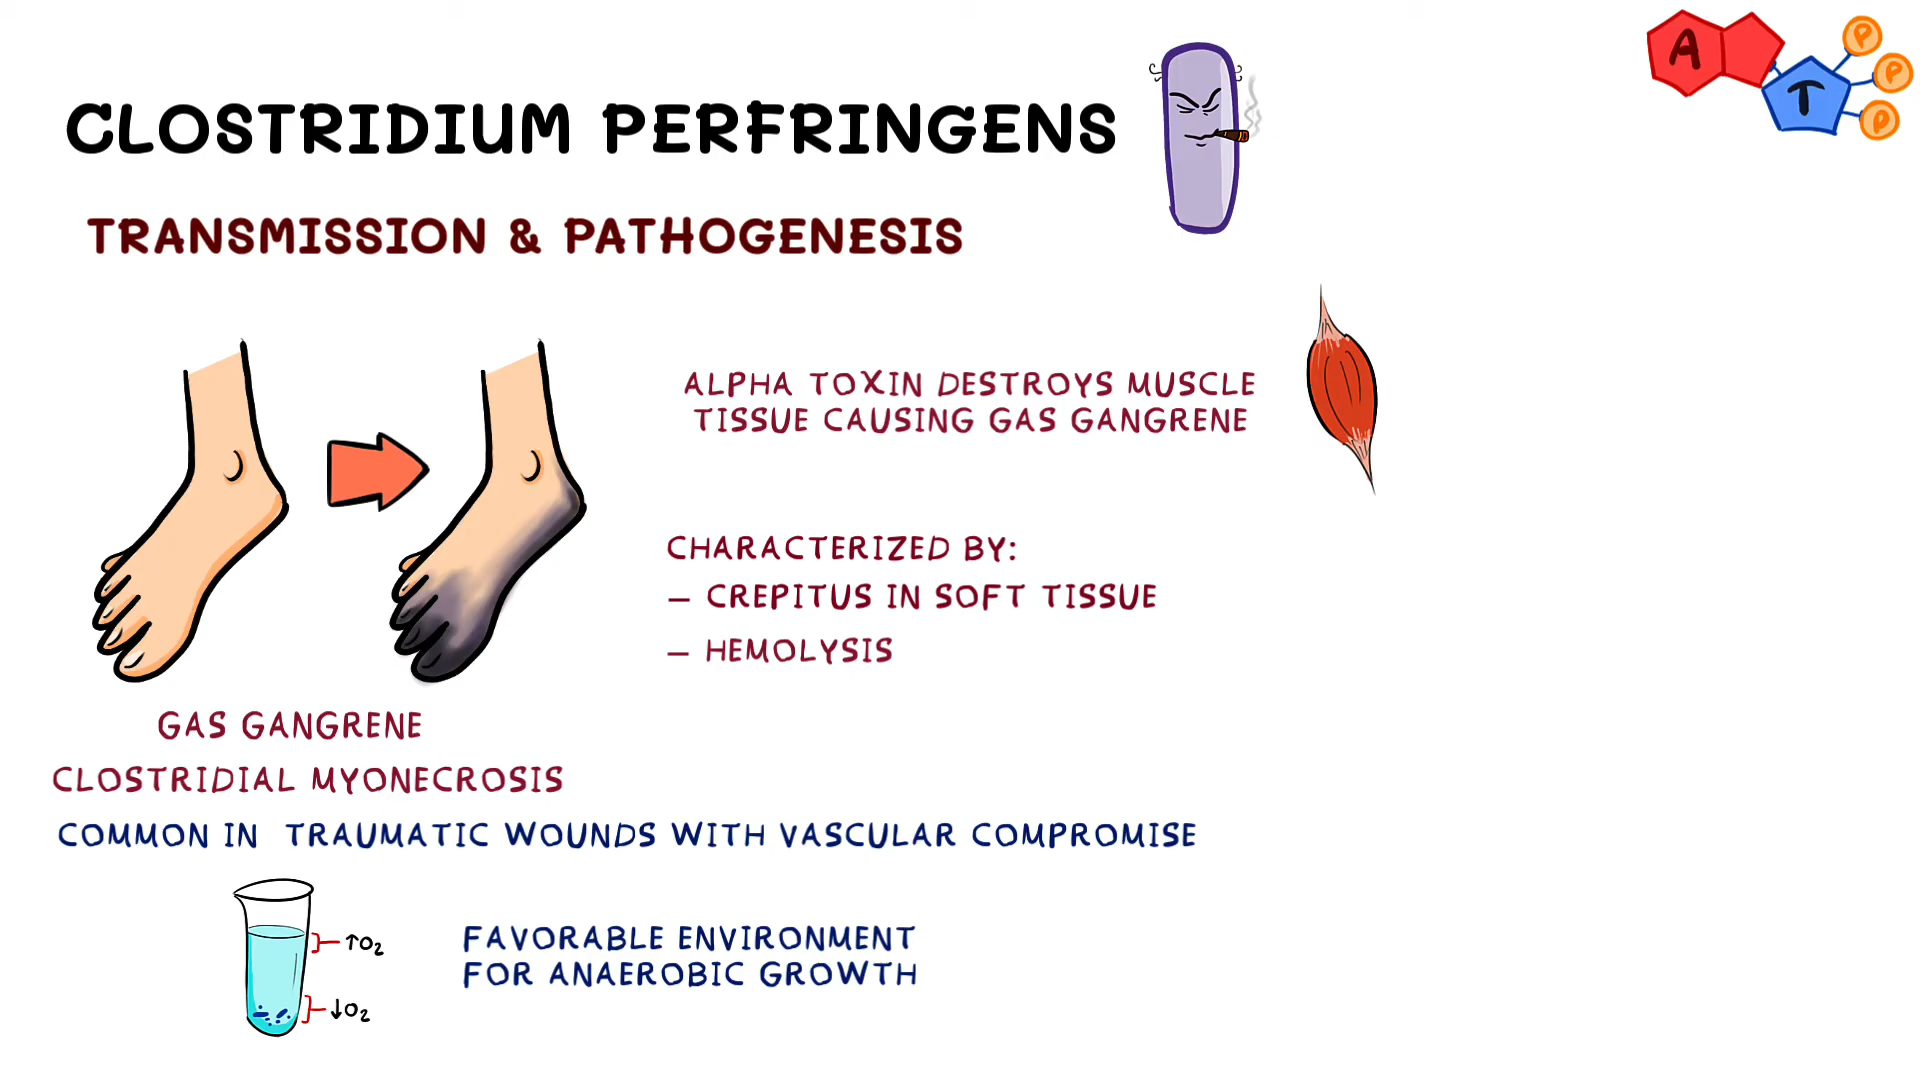 CLOSTRIDIUM PERFRINGENS
A T P P P
TRANSMISSION & PATHOGENESIS
ALPHA TOXIN DESTROYS MUSCLE
TISSUE CAUSING GAS GANGRENE
CHARACTERIZED BY:
– CREPITUS IN SOFT TISSUE
– HEMOLYSIS
GAS GANGRENE
CLOSTRIDIAL MYONECROSIS
COMMON IN TRAUMATIC WOUNDS WITH VASCULAR COMPROMISE
↑O₂
↓O₂
FAVORABLE ENVIRONMENT
FOR ANAEROBIC GROWTH